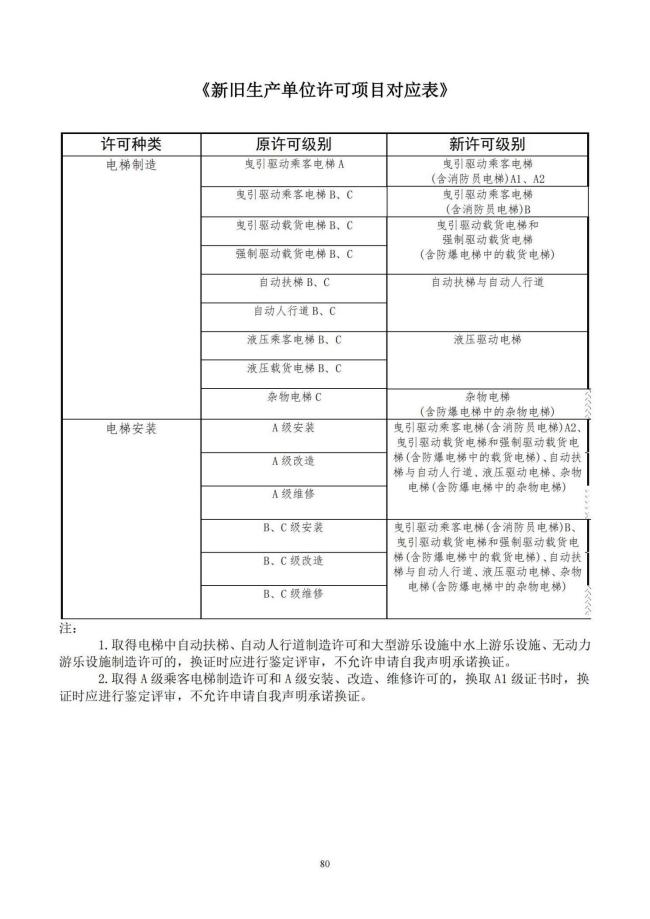 《新旧生产单位许可项目对应表》
许可种类 原许可级别 新许可级别
电梯制造
曳引驱动乘客电梯 A
曳引驱动乘客电梯
(含消防员电梯)A1、A2
曳引驱动乘客电梯 B、C
曳引驱动乘客电梯
(含消防员电梯)B
曳引驱动载货电梯 B、C
强制驱动载货电梯 B、C
曳引驱动载货电梯和
强制驱动载货电梯
(含防爆电梯中的载货电梯)
自动扶梯 B、C
自动人行道 B、C
自动扶梯与自动人行道
液压乘客电梯 B、C
液压载货电梯 B、C
液压驱动电梯
杂物电梯 C
杂物电梯
(含防爆电梯中的杂物电梯)
电梯安装
A 级安装
A 级改造
A 级维修
曳引驱动乘客电梯(含消防员电梯)A2、
曳引驱动载货电梯和强制驱动载货电
梯(含防爆电梯中的载货电梯)、自动扶
梯与自动人行道、液压驱动电梯、杂物
电梯(含防爆电梯中的杂物电梯)
B、C 级安装
B、C 级改造
B、C 级维修
曳引驱动乘客电梯(含消防员电梯)B、
曳引驱动载货电梯和强制驱动载货电
梯(含防爆电梯中的载货电梯)、自动扶
梯与自动人行道、液压驱动电梯、杂物
电梯(含防爆电梯中的杂物电梯)
注：
1.取得电梯中自动扶梯、自动人行道制造许可和大型游乐设施中水上游乐设施、无动力
游乐设施制造许可的，换证时应进行鉴定评审，不允许申请自我声明承诺换证。
2.取得 A 级乘客电梯制造许可和 A 级安装、改造、维修许可的，换取 A1 级证书时，换
证时应进行鉴定评审，不允许申请自我声明承诺换证。
80